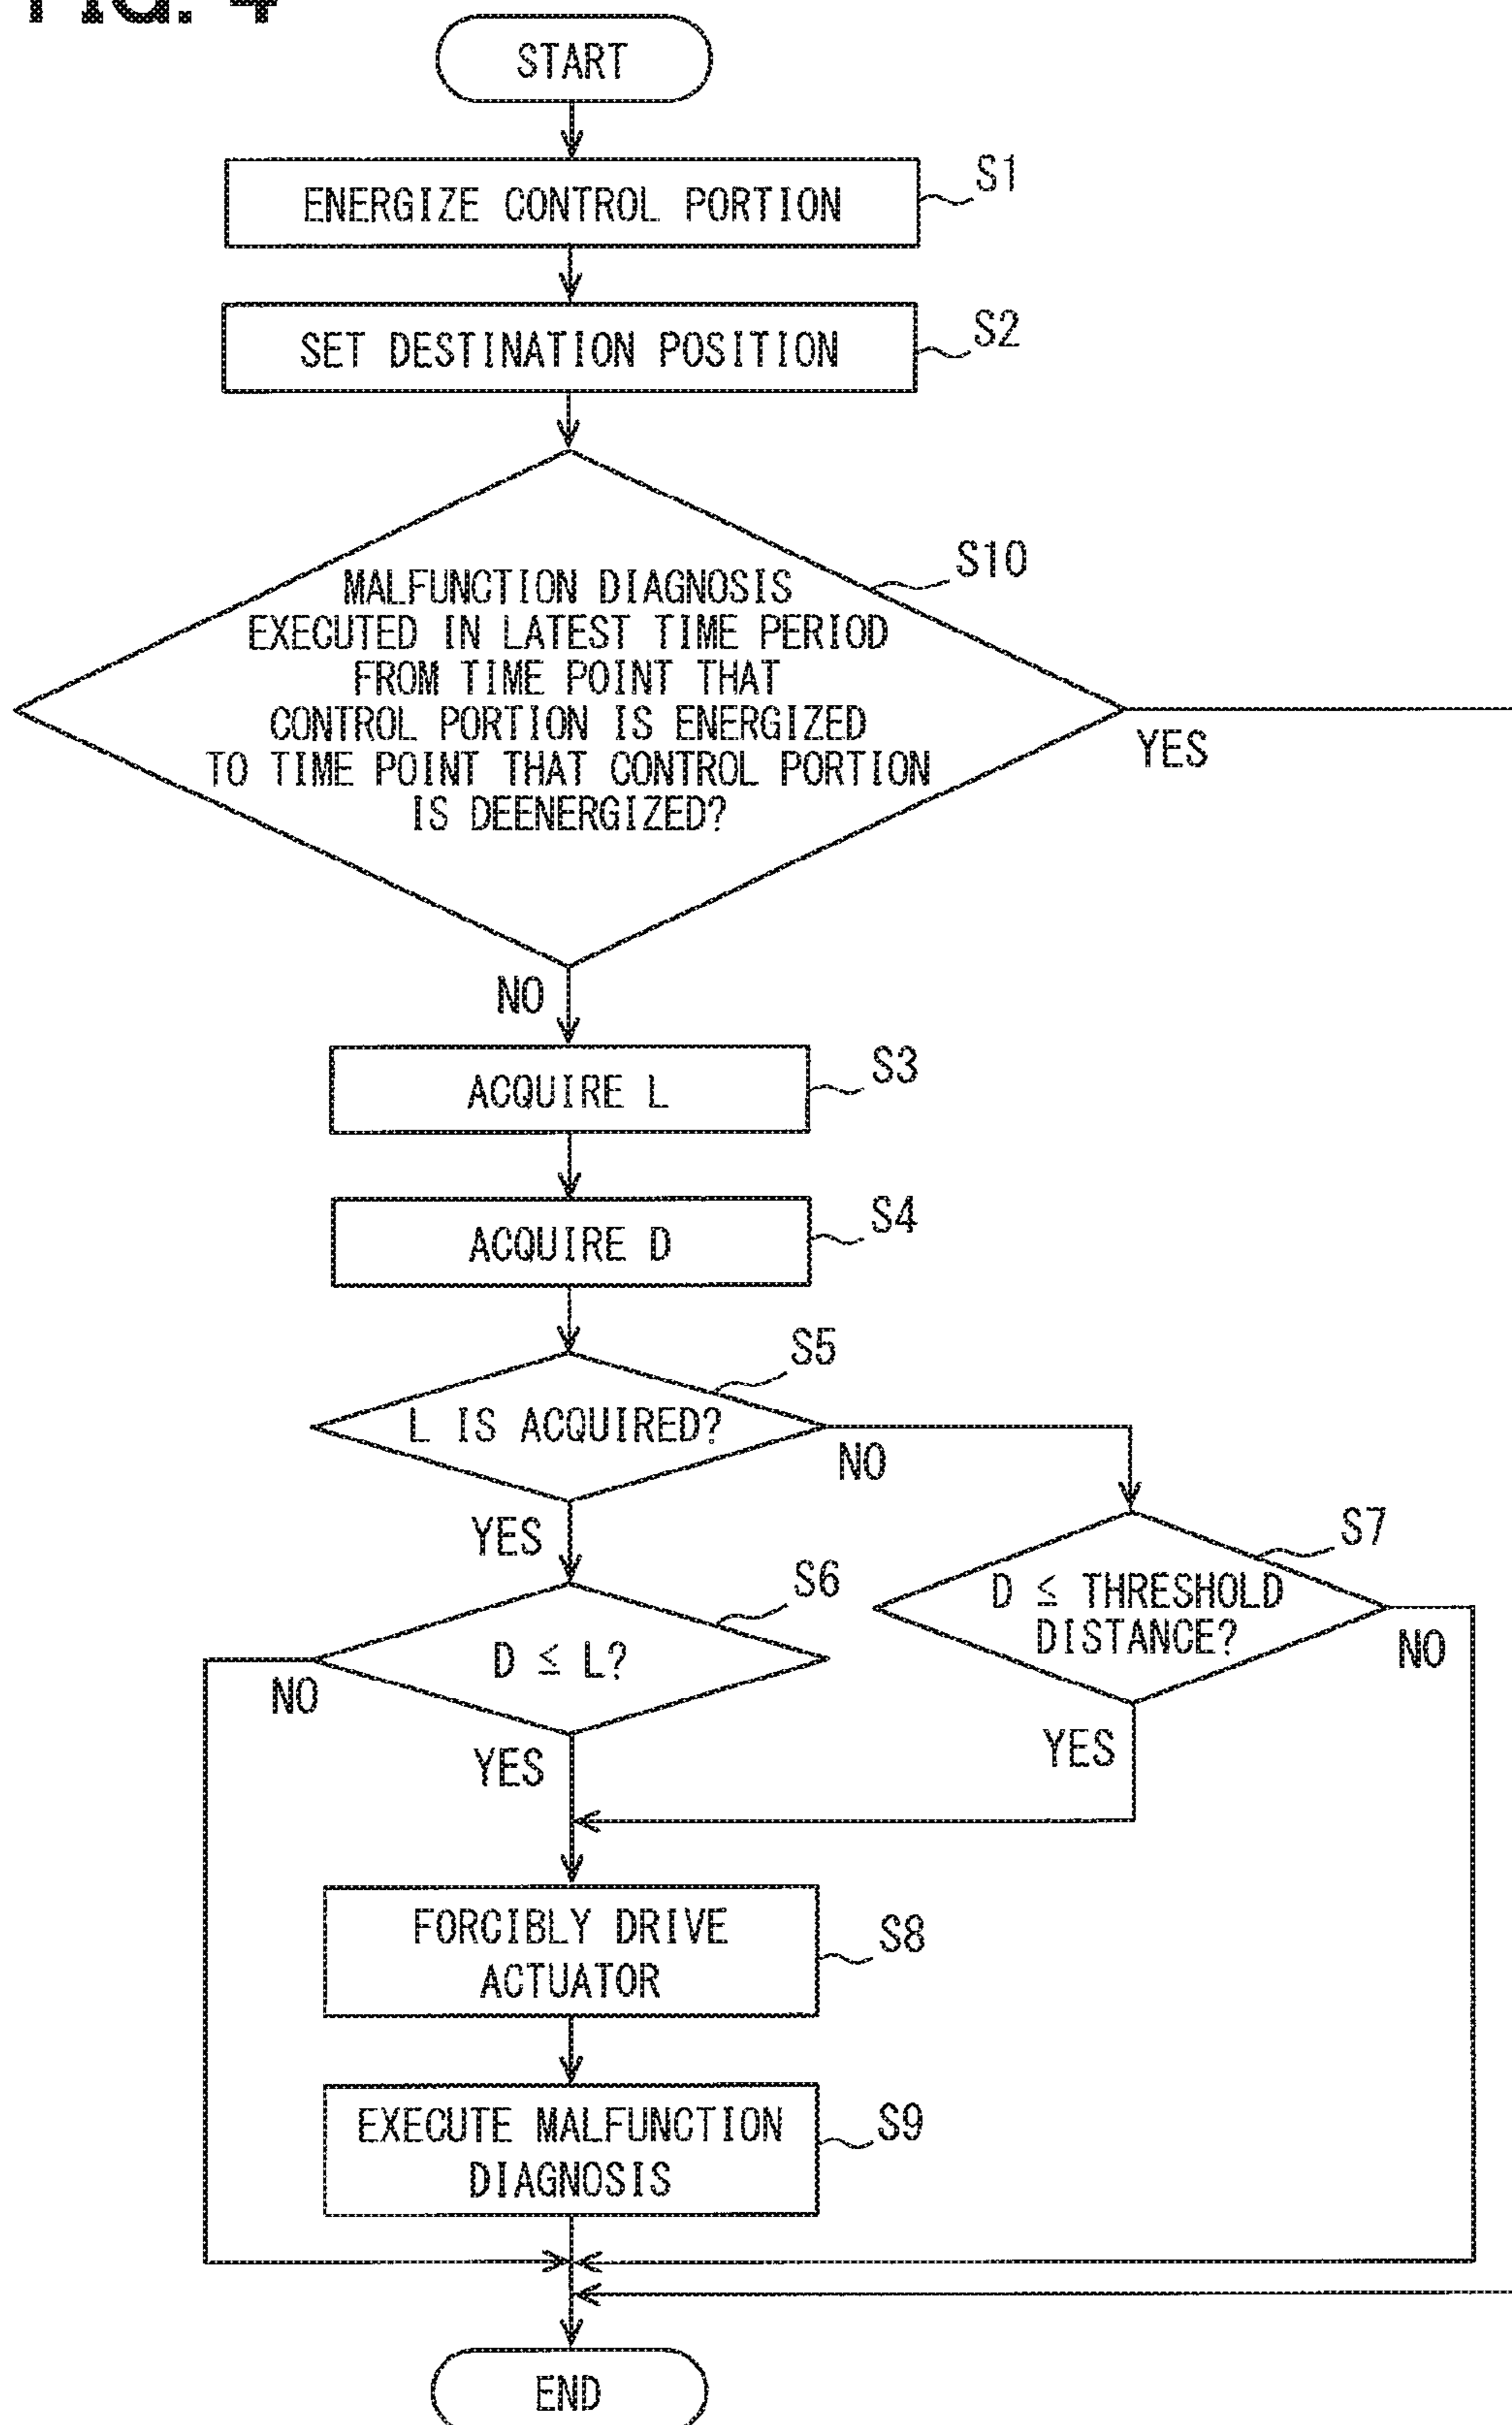 FIG. 4
START
ENERGIZE CONTROL PORTION
S1
SET DESTINATION POSITION
S2
S10
MALFUNCTION DIAGNOSIS
EXECUTED IN LATEST TIME PERIOD
FROM TIME POINT THAT
CONTROL PORTION IS ENERGIZED
TO TIME POINT THAT CONTROL PORTION
IS DEENERGIZED?
YES
NO
ACQUIRE L
S3
ACQUIRE D
S4
S5
L IS ACQUIRED?
NO
YES
S7
S6
D ≤ THRESHOLD
DISTANCE?
D ≤ L?
NO
NO
YES
YES
FORCIBLY DRIVE
ACTUATOR
S8
EXECUTE MALFUNCTION
DIAGNOSIS
S9
END